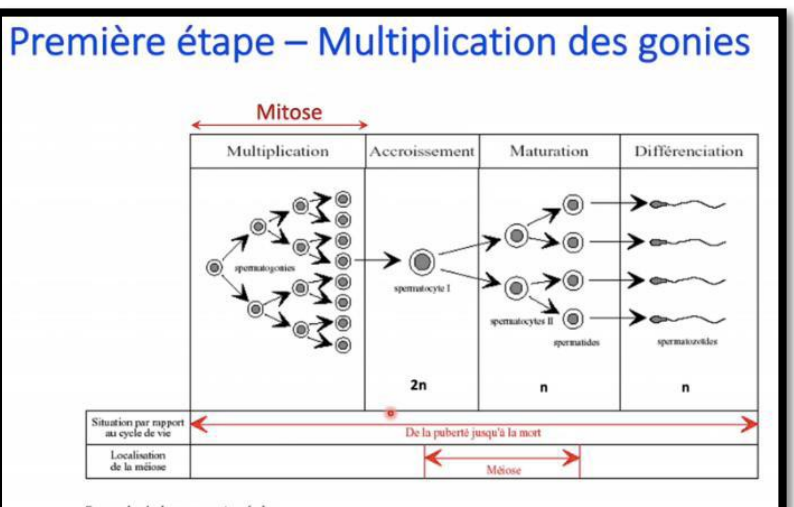 Première étape – Multiplication des gonies
Mitose
Multiplication Accroissement Maturation Différenciation
spermatogonies
spermatocyte I
spermatocytes II
spermatides
spermatozoïdes
2n n n
Situation par rapport
au cycle de vie
De la puberté jusqu'à la mort
Localisation
de la méiose
Méiose